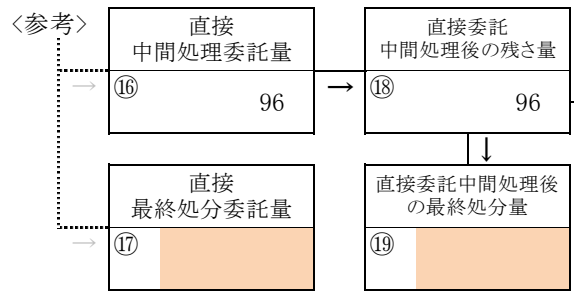 〈参考〉
直接
中間処理委託量
⑯
96
→
→
直接委託
中間処理後の残さ量
⑱
96
↓
直接
最終処分委託量
⑰
→
直接委託中間処理後
の最終処分量
⑲